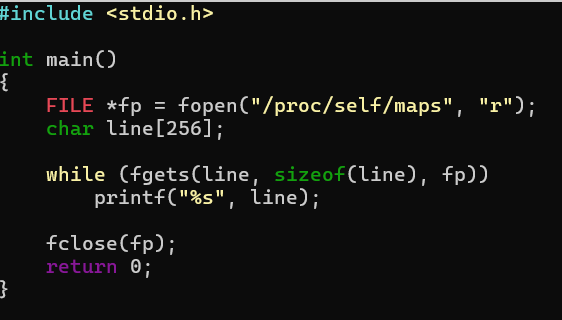 #include <stdio.h>

int main()
{
    FILE *fp = fopen("/proc/self/maps", "r");
    char line[256];

    while (fgets(line, sizeof(line), fp))
        printf("%s", line);

    fclose(fp);
    return 0;
}